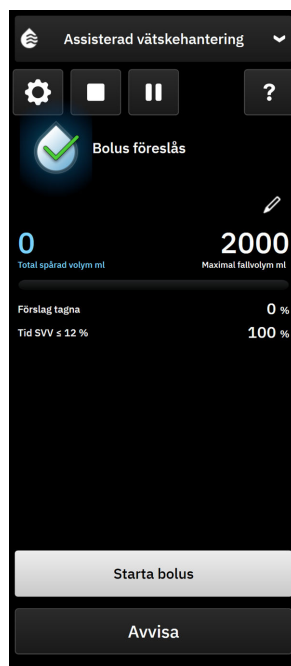 Assisterad vätskehantering
?
Bolus föreslås
0 2000
Total spårad volym ml Maximal fallvolym ml
Förslag tagna 0 %
Tid SVV ≤ 12 % 100 %
Starta bolus
Avvisa